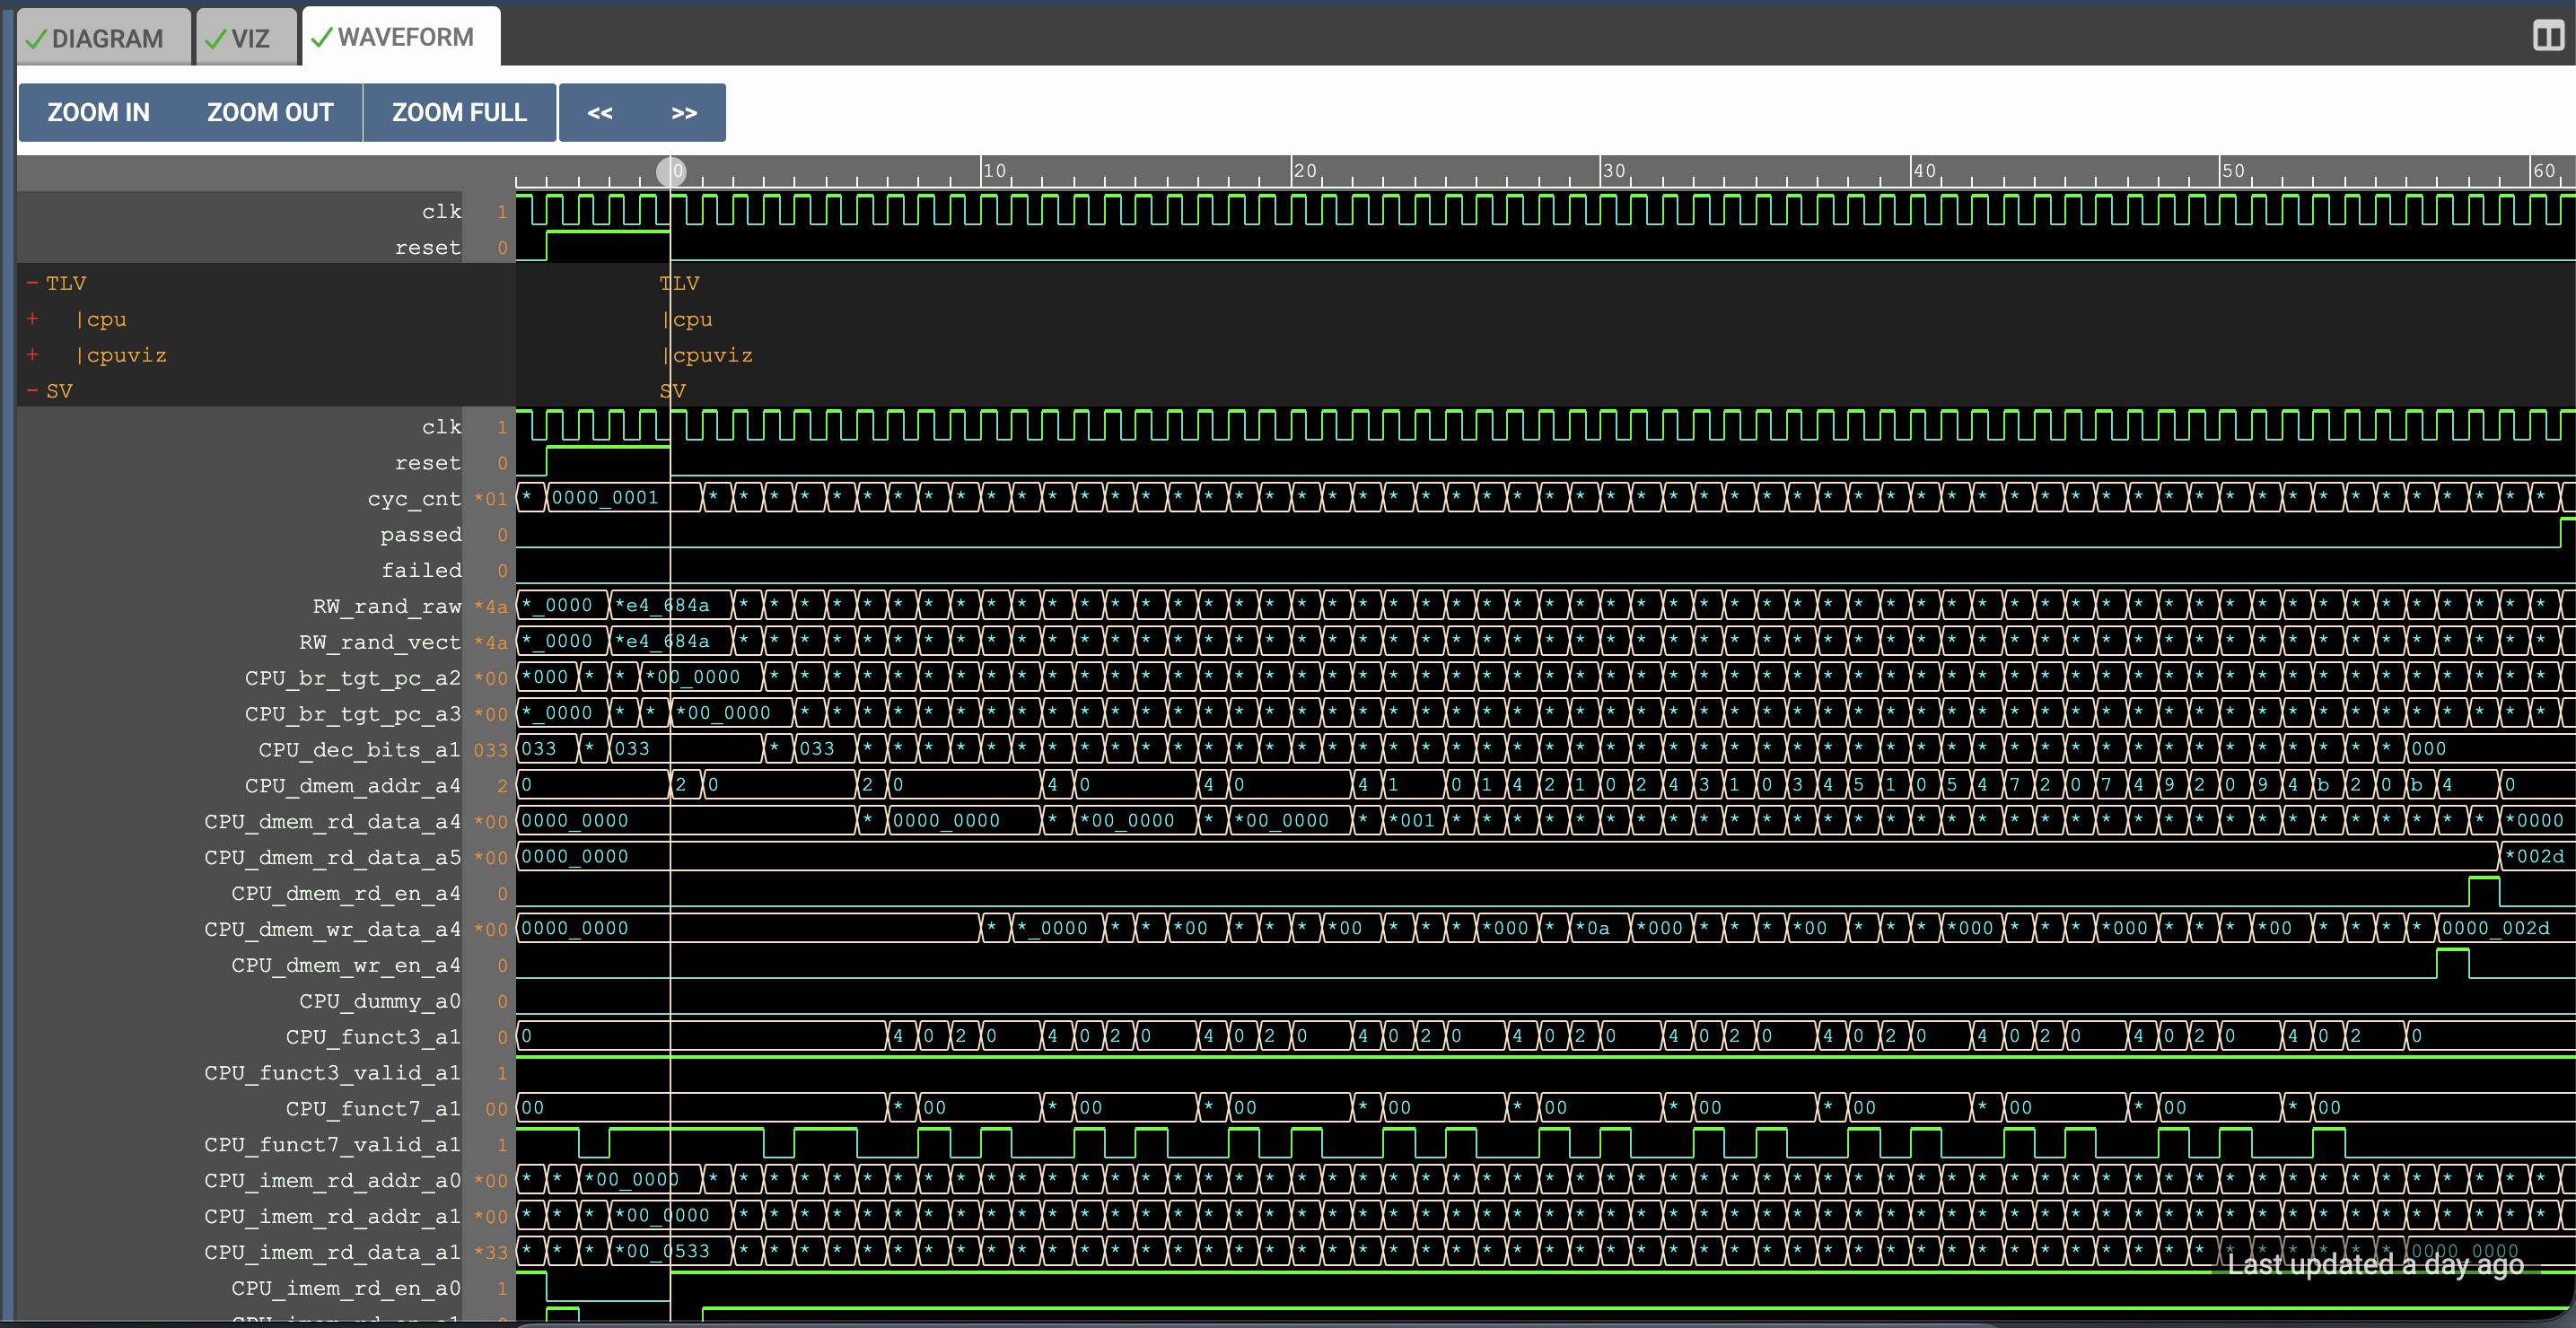 DIAGRAM VIZ WAVEFORM
ZOOM IN ZOOM OUT ZOOM FULL << >>
0 10 20 30 40 50 60
clk 1
reset 0
- TLV TLV
+ |cpu |cpu
+ |cpuviz |cpuviz
- SV SV
clk 1
reset 0
cyc_cnt *01 * 0000_0001 * * * * * * * * * * * * * * * * * * * * * * * * * * * * * * * * * * * * * * * * * * * * * * * * * * * * * * * * * * * *
passed 0
failed 0
RW_rand_raw *4a *_0000 *e4_684a * * * * * * * * * * * * * * * * * * * * * * * * * * * * * * * * * * * * * * * * * * * * * * * * * * * * * * * * * * *
RW_rand_vect *4a *_0000 *e4_684a * * * * * * * * * * * * * * * * * * * * * * * * * * * * * * * * * * * * * * * * * * * * * * * * * * * * * * * * * * *
CPU_br_tgt_pc_a2 *00 *000 * * *00_0000 * * * * * * * * * * * * * * * * * * * * * * * * * * * * * * * * * * * * * * * * * * * * * * * * * * * * * * * * * *
CPU_br_tgt_pc_a3 *00 *_0000 * * *00_0000 * * * * * * * * * * * * * * * * * * * * * * * * * * * * * * * * * * * * * * * * * * * * * * * * * * * * * * * * *
CPU_dec_bits_a1 033 033 * 033 * 033 * * * * * * * * * * * * * * * * * * * * * * * * * * * * * * * * * * * * * * * * * * * * * * * * * * 000
CPU_dmem_addr_a4 2 0 2 0 2 0 4 0 4 0 4 1 0 1 4 2 1 0 2 4 3 1 0 3 4 5 1 0 5 4 7 2 0 7 4 9 2 0 9 4 b 2 0 b 4 0
CPU_dmem_rd_data_a4 *00 0000_0000 * 0000_0000 * *00_0000 * *00_0000 * *001 * * * * * * * * * * * * * * * * * * * * * * * * * * * * * * * * * * *0000
CPU_dmem_rd_data_a5 *00 0000_0000 *002d
CPU_dmem_rd_en_a4 0
CPU_dmem_wr_data_a4 *00 0000_0000 * *_0000 * * *00 * * * *00 * * * *000 * *0a *000 * * * *00 * * * *000 * * * *000 * * * *00 * * * * 0000_002d
CPU_dmem_wr_en_a4 0
CPU_dummy_a0 0
CPU_funct3_a1 0 0 4 0 2 0 4 0 2 0 4 0 2 0 4 0 2 0 4 0 2 0 4 0 2 0 4 0 2 0 4 0 2 0 4 0 2 0 4 0 2 0
CPU_funct3_valid_a1 1
CPU_funct7_a1 00 00 * 00 * 00 * 00 * 00 * 00 * 00 * 00 * 00 * 00 * 00
CPU_funct7_valid_a1 1
CPU_imem_rd_addr_a0 *00 * * *00_0000 * * * * * * * * * * * * * * * * * * * * * * * * * * * * * * * * * * * * * * * * * * * * * * * * * * * * * * * * * * * *
CPU_imem_rd_addr_a1 *00 * * * *00_0000 * * * * * * * * * * * * * * * * * * * * * * * * * * * * * * * * * * * * * * * * * * * * * * * * * * * * * * * * * * *
CPU_imem_rd_data_a1 *33 * * * *00_0533 * * * * * * * * * * * * * * * * * * * * * * * * * * * * * * * * * * * * * * * * * * * * * * * * * * * * * * 0000_0000
Last updated a day ago
CPU_imem_rd_en_a0 1